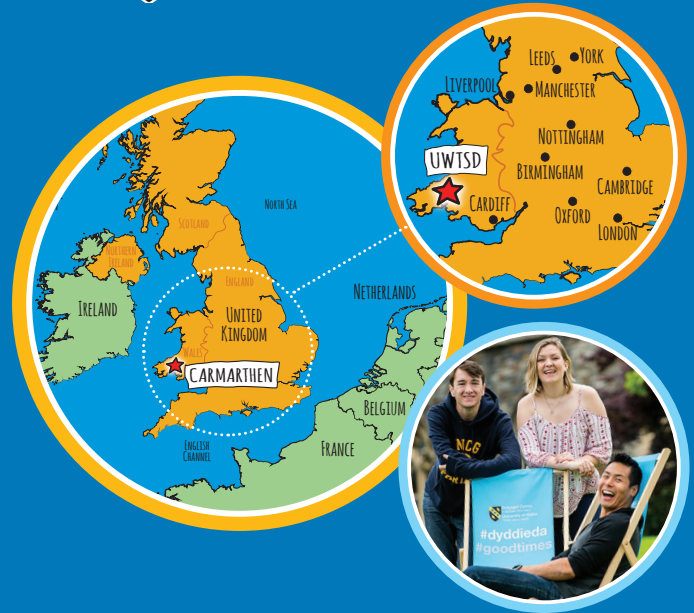 LEEDS
YORK
LIVERPOOL
MANCHESTER
NOTTINGHAM
UWTSD
BIRMINGHAM
CAMBRIDGE
CARDIFF
OXFORD
LONDON
NORTH SEA
SCOTLAND
NORTHERN
IRELAND
ENGLAND
NETHERLANDS
IRELAND
UNITED
KINGDOM
WALES
CARMARTHEN
BELGIUM
ENGLISH
CHANNEL
FRANCE
NCG
#dyddieda
#goodtimes